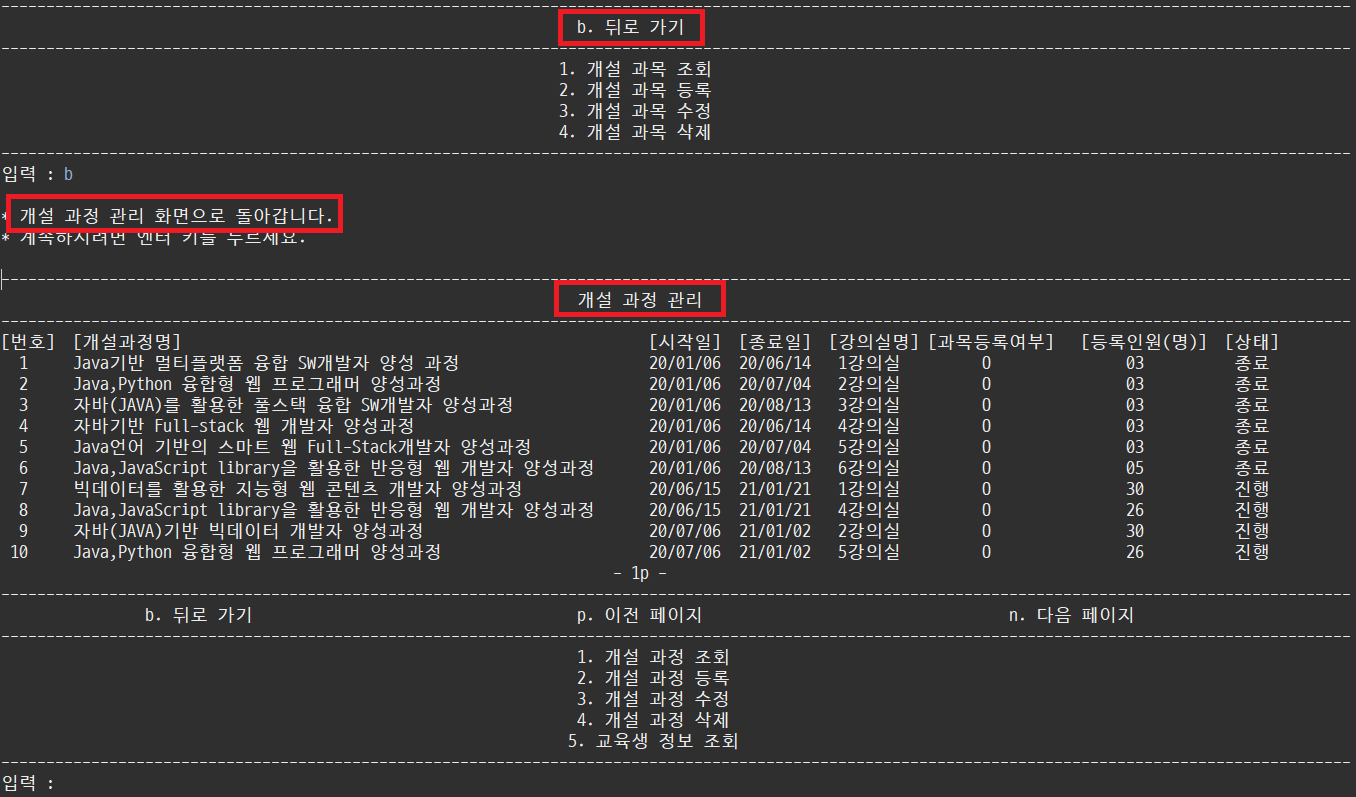 b. 뒤로 가기
1. 개설 과목 조회
2. 개설 과목 등록
3. 개설 과목 수정
4. 개설 과목 삭제
입력 : b
* 개설 과정 관리 화면으로 돌아갑니다.
* 계속하시려면 엔터 키를 누르세요.
개설 과정 관리
[번호] [개설과정명] [시작일] [종료일] [강의실명] [과목등록여부] [등록인원(명)] [상태]
1 Java기반 멀티플랫폼 융합 SW개발자 양성 과정 20/01/06 20/06/14 1강의실 O 03 종료
2 Java,Python 융합형 웹 프로그래머 양성과정 20/01/06 20/07/04 2강의실 O 03 종료
3 자바(JAVA)를 활용한 풀스택 융합 SW개발자 양성과정 20/01/06 20/08/13 3강의실 O 03 종료
4 자바기반 Full-stack 웹 개발자 양성과정 20/01/06 20/06/14 4강의실 O 03 종료
5 Java언어 기반의 스마트 웹 Full-Stack개발자 양성과정 20/01/06 20/07/04 5강의실 O 03 종료
6 Java,JavaScript library을 활용한 반응형 웹 개발자 양성과정 20/01/06 20/08/13 6강의실 O 05 종료
7 빅데이터를 활용한 지능형 웹 콘텐츠 개발자 양성과정 20/06/15 21/01/21 1강의실 O 30 진행
8 Java,JavaScript library을 활용한 반응형 웹 개발자 양성과정 20/06/15 21/01/21 4강의실 O 26 진행
9 자바(JAVA)기반 빅데이터 개발자 양성과정 20/07/06 21/01/02 2강의실 O 30 진행
10 Java,Python 융합형 웹 프로그래머 양성과정 20/07/06 21/01/02 5강의실 O 26 진행
- 1p -
b. 뒤로 가기 p. 이전 페이지 n. 다음 페이지
1. 개설 과정 조회
2. 개설 과정 등록
3. 개설 과정 수정
4. 개설 과정 삭제
5. 교육생 정보 조회
입력 :